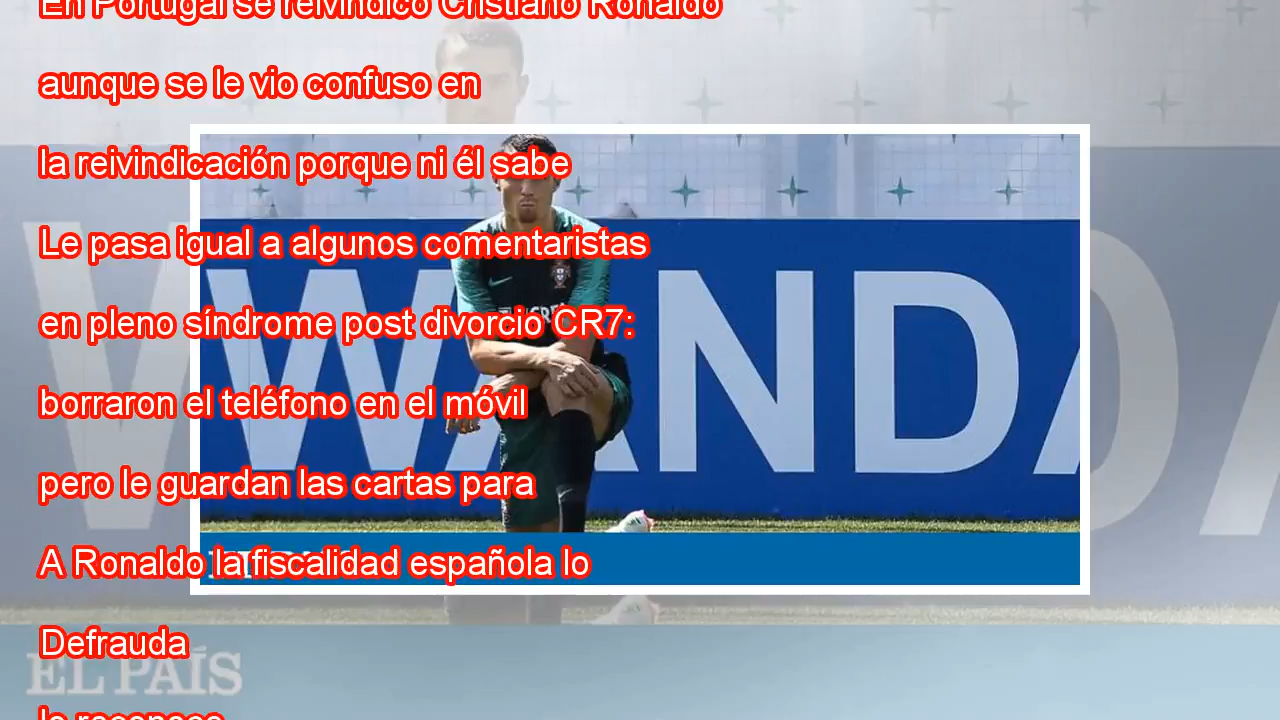 En Portugal se reivindicó Cristiano Ronaldo
aunque se le vio confuso en
la reivindicación porque ni él sabe
Le pasa igual a algunos comentaristas
en pleno síndrome post divorcio CR7:
borraron el teléfono en el móvil
pero le guardan las cartas para
A Ronaldo la fiscalidad española lo
Defrauda
le reconoce
WANDA
EL PAÍS